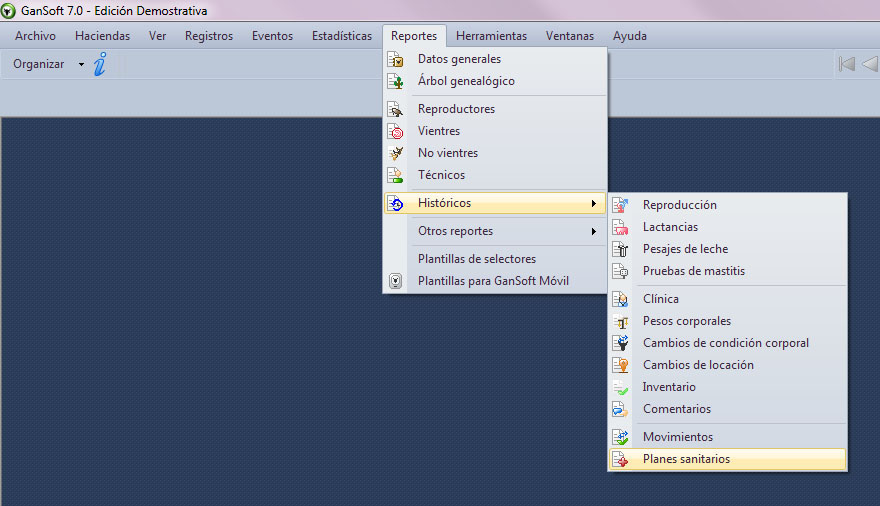 GanSoft 7.0 - Edición Demostrativa
Archivo Haciendas Ver Registros Eventos Estadísticas Reportes Herramientas Ventanas Ayuda
Organizar
Datos generales
Árbol genealógico
Reproductores
Vientres
No vientres
Técnicos
Históricos
Otros reportes
Plantillas de selectores
Plantillas para GanSoft Móvil
Reproducción
Lactancias
Pesajes de leche
Pruebas de mastitis
Clínica
Pesos corporales
Cambios de condición corporal
Cambios de locación
Inventario
Comentarios
Movimientos
Planes sanitarios